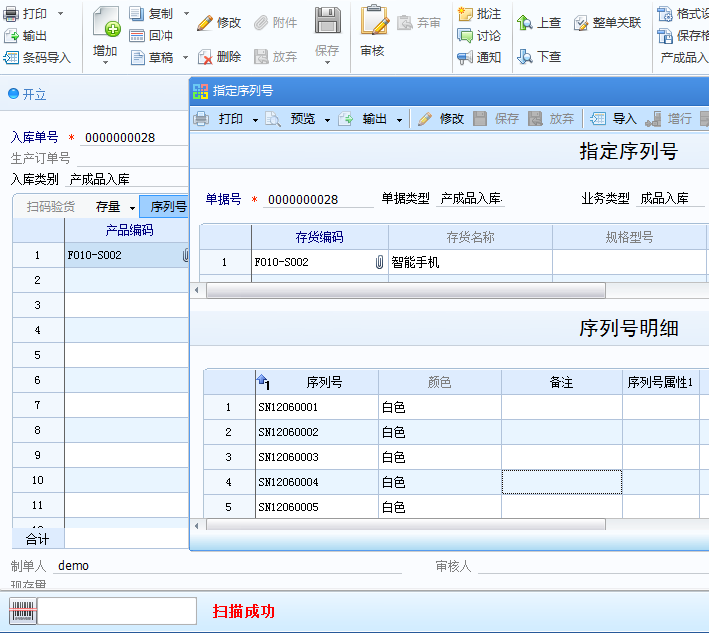 打印 复制 修改 附件 批注 上查 整单关联 格式设
输出 回冲 弃审 讨论 保存格
条码导入 增加 草稿 删除 放弃 保存 审核 通知 下查 产成品入
开立
指定序列号
打印 预览 输出 修改 保存 放弃 导入 增行
入库单号 * 0000000028
生产订单号
入库类别 产成品入库
扫码验货 存量 序列号
产品编码
1 F010-S002
2
3
4
5
6
7
8
9
10
11
合计
指定序列号
单据号 * 0000000028 单据类型 产成品入库 业务类型 成品入库
存货编码 存货名称 规格型号
1 F010-S002 智能手机
序列号明细
1 序列号 颜色 备注 序列号属性1
1 SN12060001 白色
2 SN12060002 白色
3 SN12060003 白色
4 SN12060004 白色
5 SN12060005 白色
制单人 demo 审核人
现存量
扫描成功